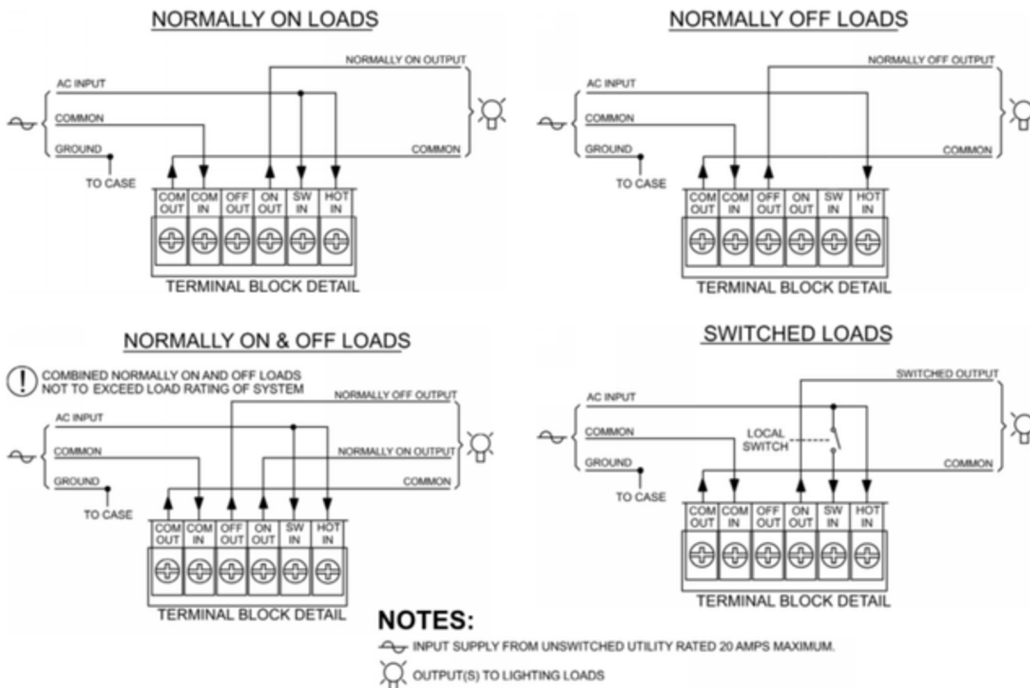 NORMALLY ON LOADS
NORMALLY ON OUTPUT
AC INPUT
COMMON
GROUND
COMMON
TO CASE
COM OUT
COM IN
OFF OUT
ON OUT
SW IN
HOT IN
TERMINAL BLOCK DETAIL
NORMALLY OFF LOADS
NORMALLY OFF OUTPUT
AC INPUT
COMMON
GROUND
COMMON
TO CASE
COM OUT
COM IN
OFF OUT
ON OUT
SW IN
HOT IN
TERMINAL BLOCK DETAIL
NORMALLY ON & OFF LOADS
! COMBINED NORMALLY ON AND OFF LOADS
NOT TO EXCEED LOAD RATING OF SYSTEM
NORMALLY OFF OUTPUT
AC INPUT
COMMON
NORMALLY ON OUTPUT
GROUND
COMMON
TO CASE
COM OUT
COM IN
OFF OUT
ON OUT
SW IN
HOT IN
TERMINAL BLOCK DETAIL
SWITCHED LOADS
SWITCHED OUTPUT
AC INPUT
COMMON
LOCAL
SWITCH
GROUND
COMMON
TO CASE
COM OUT
COM IN
OFF OUT
ON OUT
SW IN
HOT IN
TERMINAL BLOCK DETAIL
NOTES:
INPUT SUPPLY FROM UNSWITCHED UTILITY RATED 20 AMPS MAXIMUM.
OUTPUT(S) TO LIGHTING LOADS